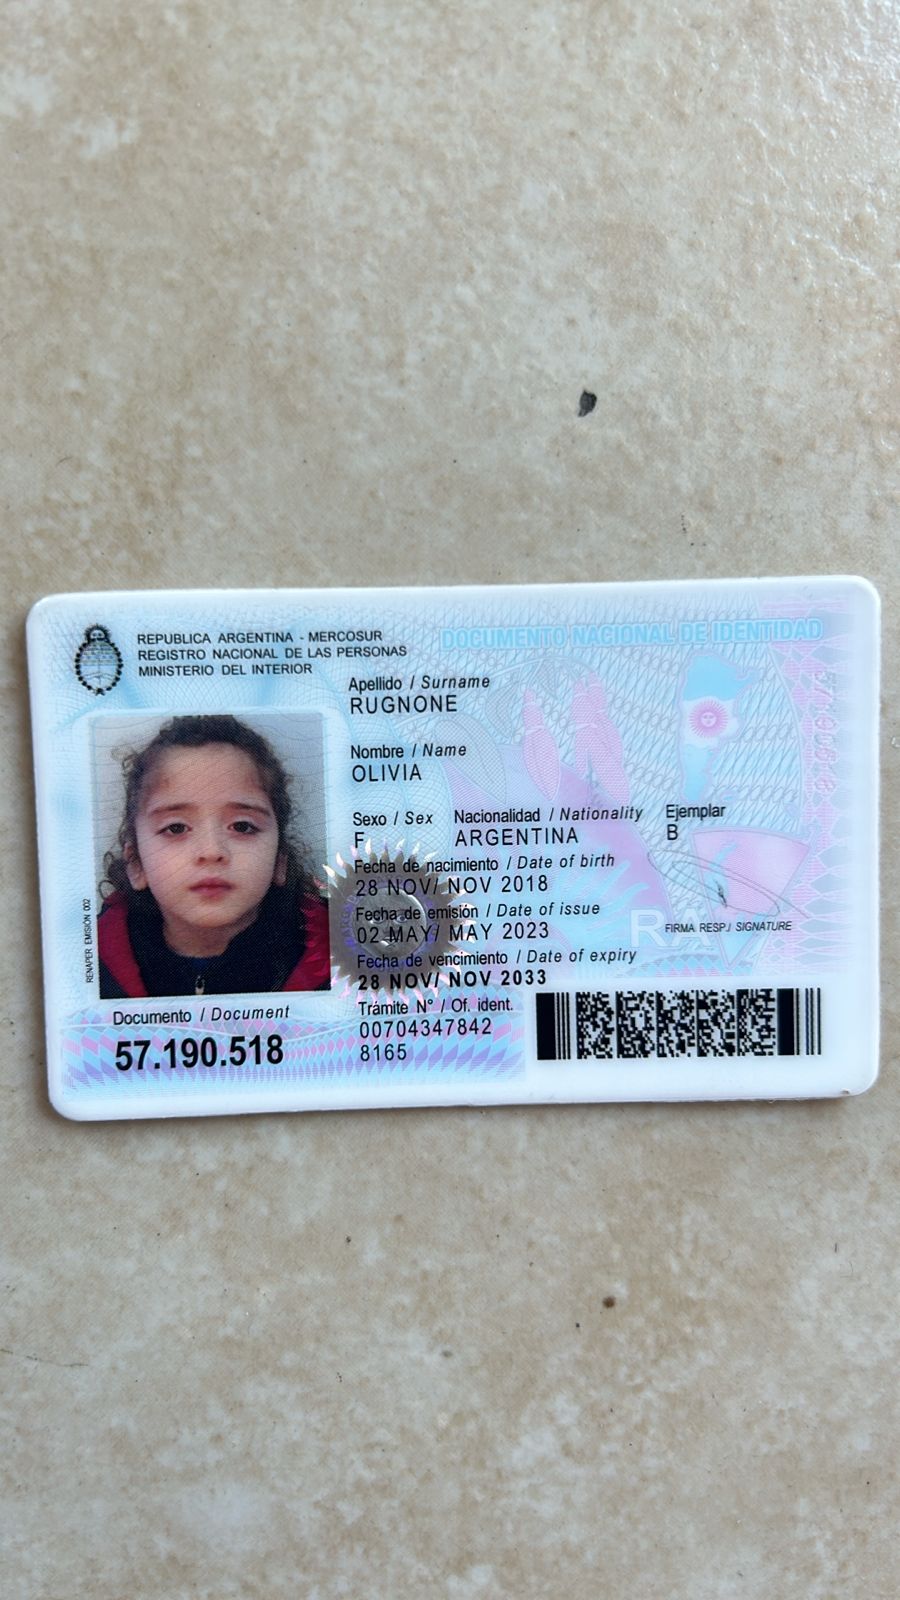 REPUBLICA ARGENTINA - MERCOSUR
REGISTRO NACIONAL DE LAS PERSONAS
MINISTERIO DEL INTERIOR
DOCUMENTO NACIONAL DE IDENTIDAD
Apellido / Surname
RUGNONE
Nombre / Name
OLIVIA
Sexo / Sex Nacionalidad / Nationality Ejemplar
F ARGENTINA B
Fecha de nacimiento / Date of birth
28 NOV/ NOV 2018
Fecha de emisión / Date of issue
02 MAY/ MAY 2023
RA
FIRMA RESP./ SIGNATURE
Fecha de vencimiento / Date of expiry
28 NOV/ NOV 2033
RENAPER EMISION 002
Documento / Document
57.190.518
Trámite N° / Of. ident.
00704347842
8165